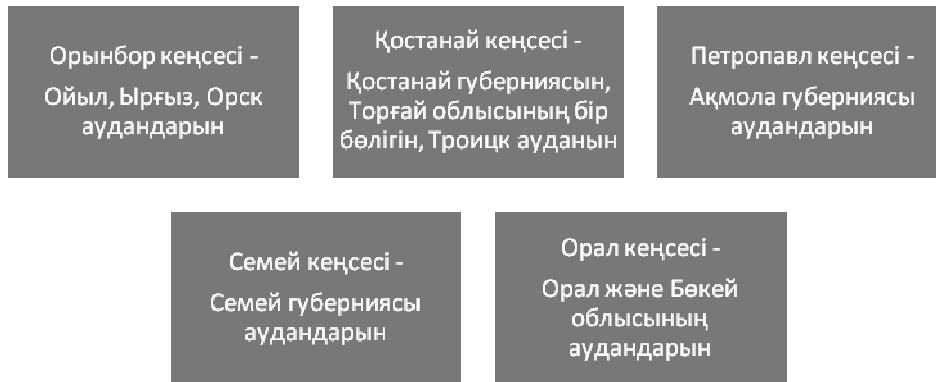 Орынбор кеңсесі -
Ойыл, Ырғыз, Орск
аудандарын
Қостанай кеңсесі -
Қостанай губерниясын,
Торғай облысының бір
бөлігін, Троицк ауданын
Петропавл кеңсесі -
Ақмола губерниясы
аудандарын
Семей кеңсесі -
Семей губерниясы
аудандарын
Орал кеңсесі -
Орал және Бөкей
облысының
аудандарын